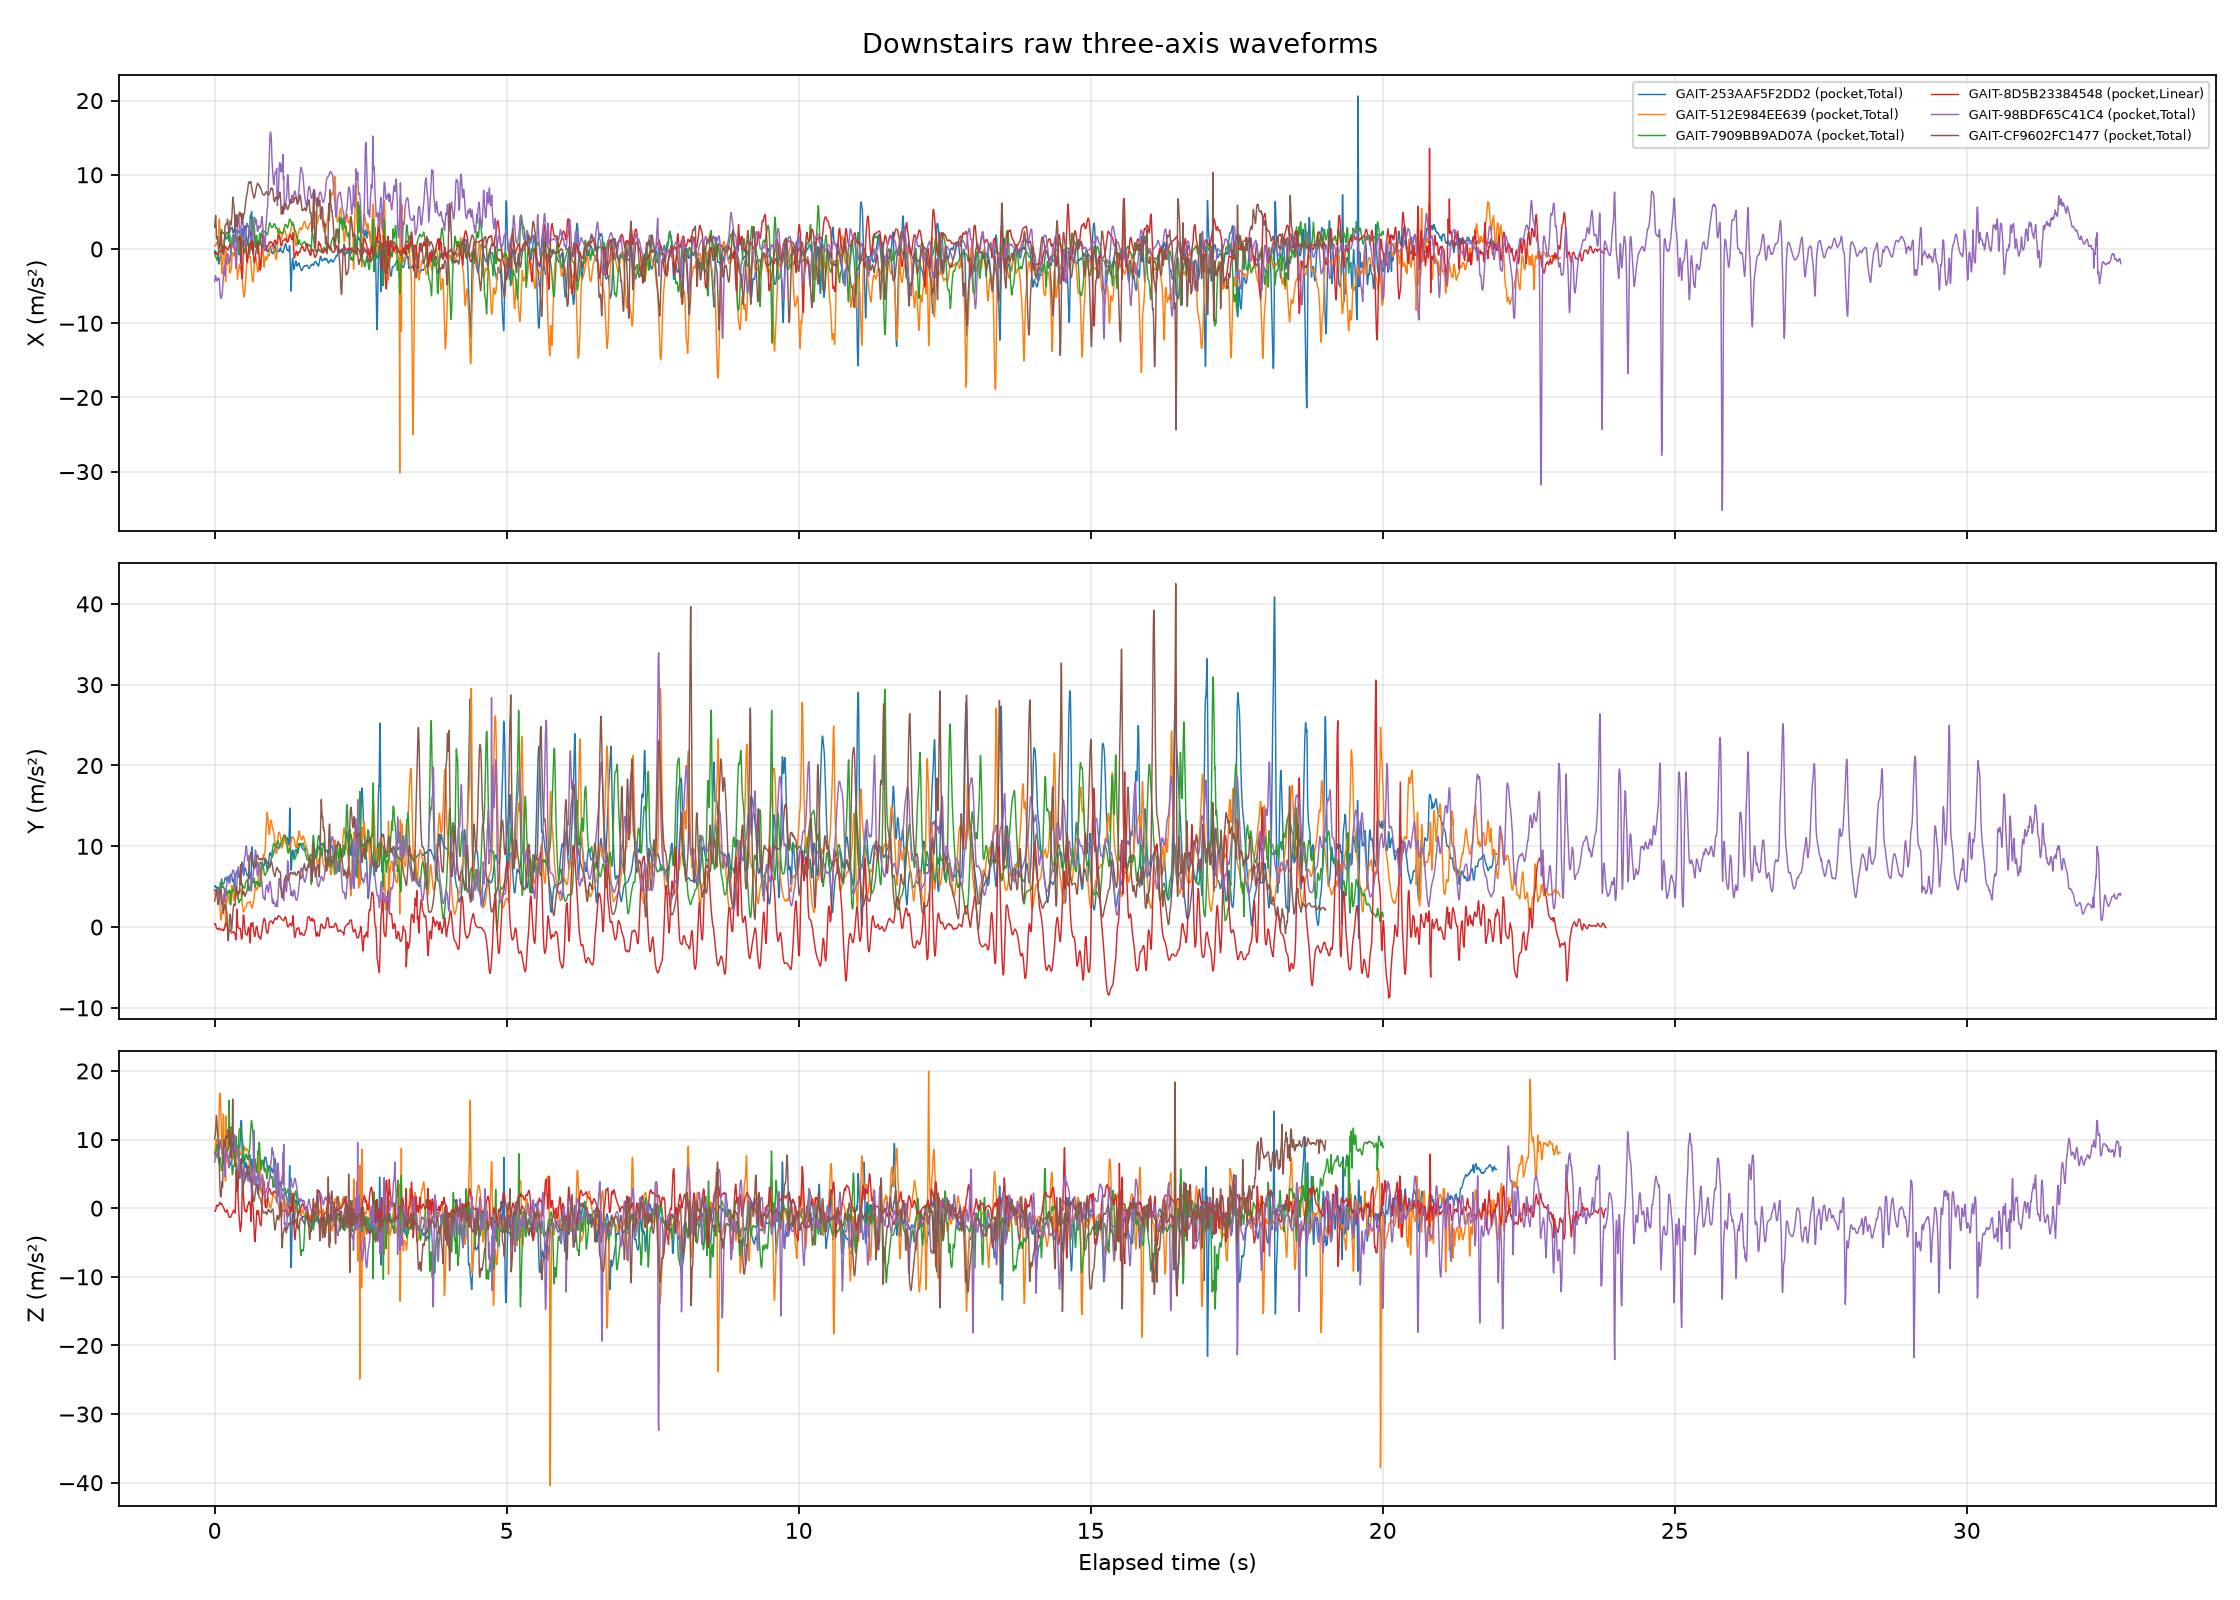 Downstairs raw three-axis waveforms
GAIT-253AAF5F2DD2 (pocket,Total)
GAIT-512E984EE639 (pocket,Total)
GAIT-7909BB9AD07A (pocket,Total)
GAIT-8D5B23384548 (pocket,Linear)
GAIT-98BDF65C41C4 (pocket,Total)
GAIT-CF9602FC1477 (pocket,Total)
X (m/s²)
20
10
0
−10
−20
−30
Y (m/s²)
40
30
20
10
0
−10
Z (m/s²)
20
10
0
−10
−20
−30
−40
0 5 10 15 20 25 30
Elapsed time (s)